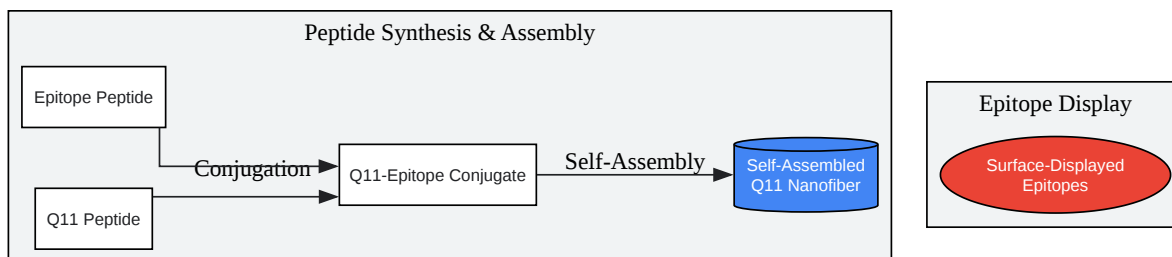 Peptide Synthesis & Assembly
Epitope Peptide
Conjugation
Q11 Peptide
Q11-Epitope Conjugate
Self-Assembly
Self-Assembled
Q11 Nanofiber
Epitope Display
Surface-Displayed
Epitopes